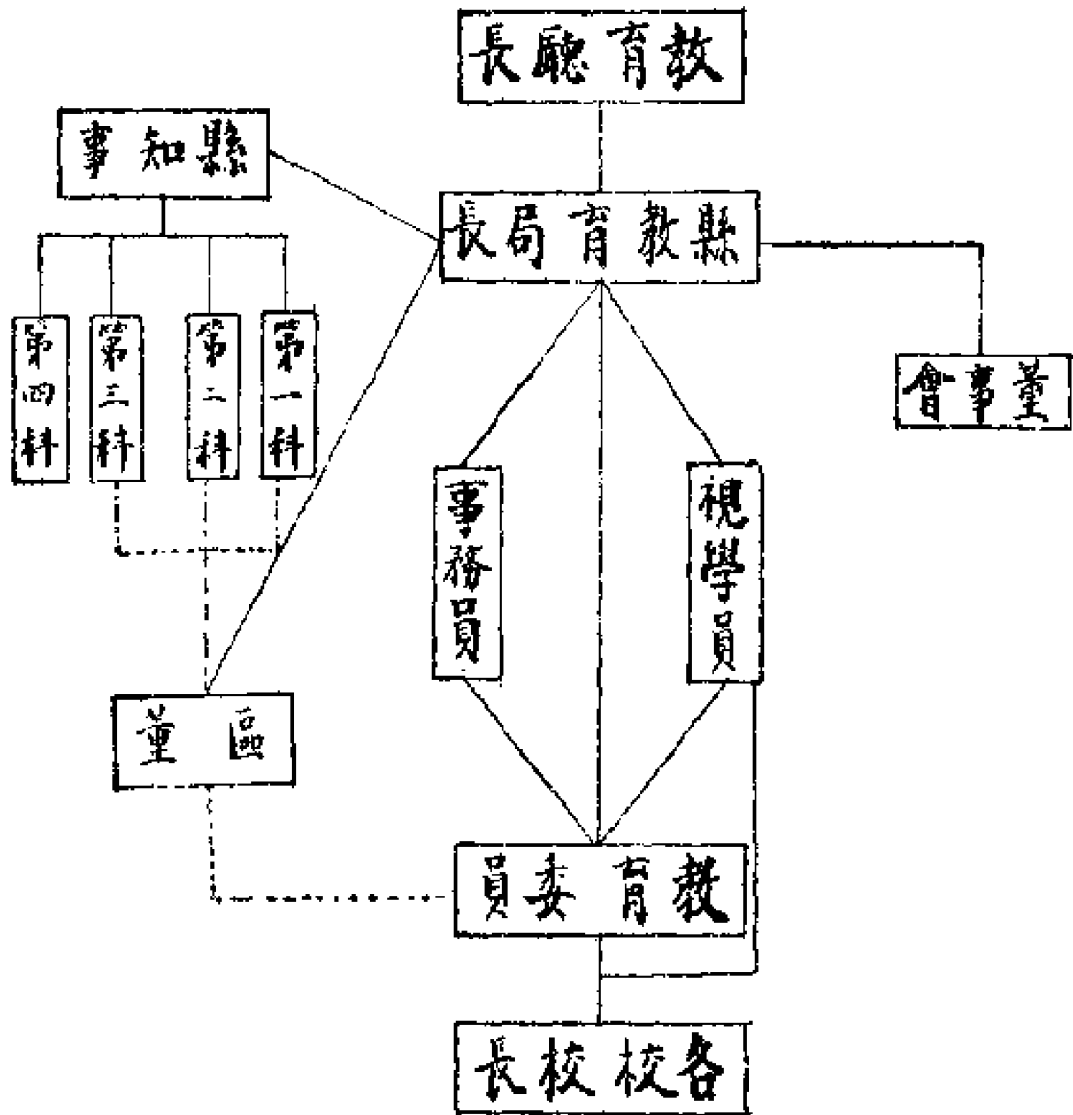 教育廳長
縣知事
縣教育局長
第一科
第二科
第三科
第四科
董事會
視學員
事務員
區董
教育委員
各校校長